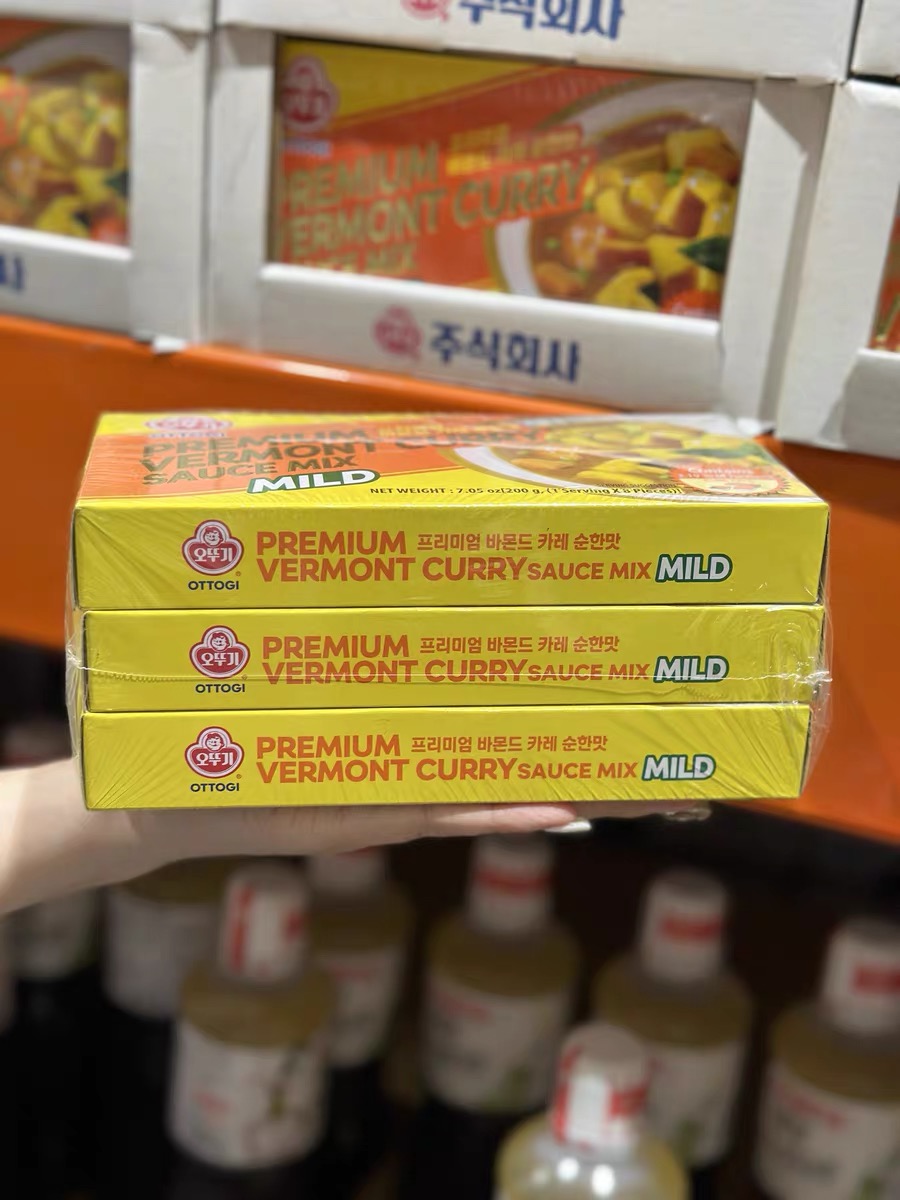 주식회사
PREMIUM
VERMONT CURRY
주식회사
OTTOGI
PREMIUM
VERMONT CURRY
SAUCE MIX
MILD
NET WEIGHT : 7.05 oz(200 g, (1 Serving X 8 Pieces))
오뚜기
OTTOGI
PREMIUM 프리미엄 바몬드 카레 순한맛
VERMONT CURRY SAUCE MIX MILD
오뚜기
OTTOGI
PREMIUM 프리미엄 바몬드 카레 순한맛
VERMONT CURRY SAUCE MIX MILD
오뚜기
OTTOGI
PREMIUM 프리미엄 바몬드 카레 순한맛
VERMONT CURRY SAUCE MIX MILD